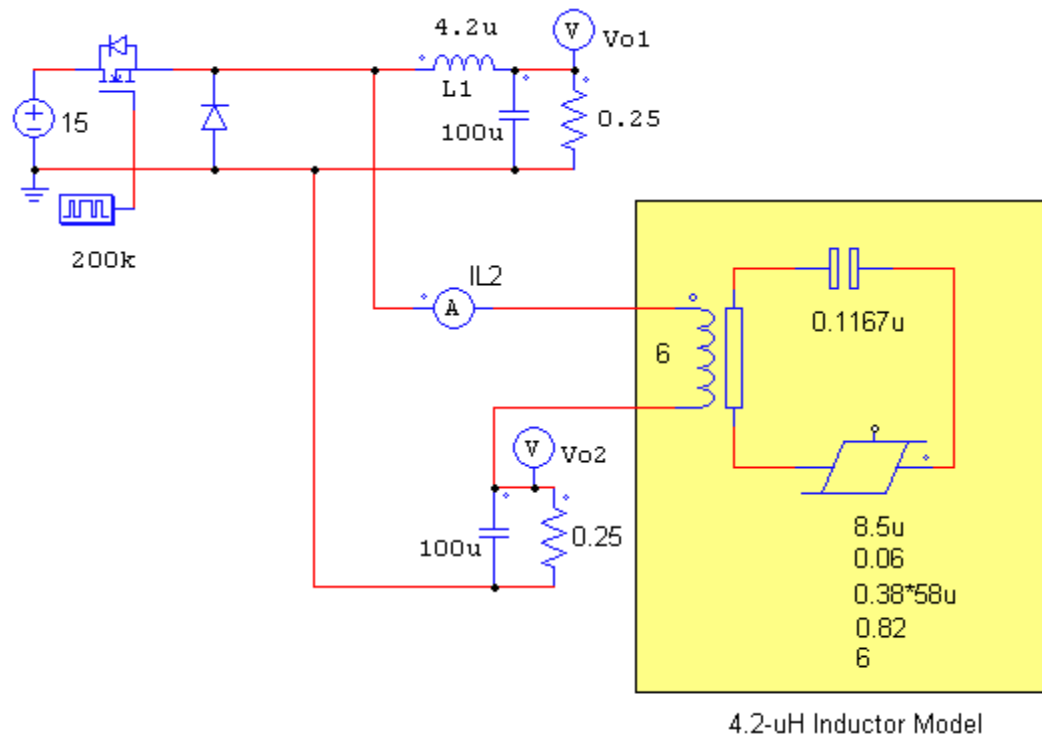 4.2u
V
Vo1
15
L1
100u
0.25
200k
IL2
A
6
0.1167u
V
Vo2
100u
0.25
8.5u
0.06
0.38*58u
0.82
6
4.2-uH Inductor Model